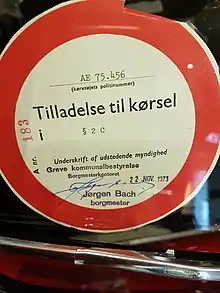 AE 75.456
(køretøjets politinummer)
Tilladelse til kørsel
i § 2 C
A nr. 183
Underskrift af udstedende myndighed
Greve kommunalbestyrelse
Borgmesterkontoret
22 NOV. 1973
Jørgen Bach
borgmester